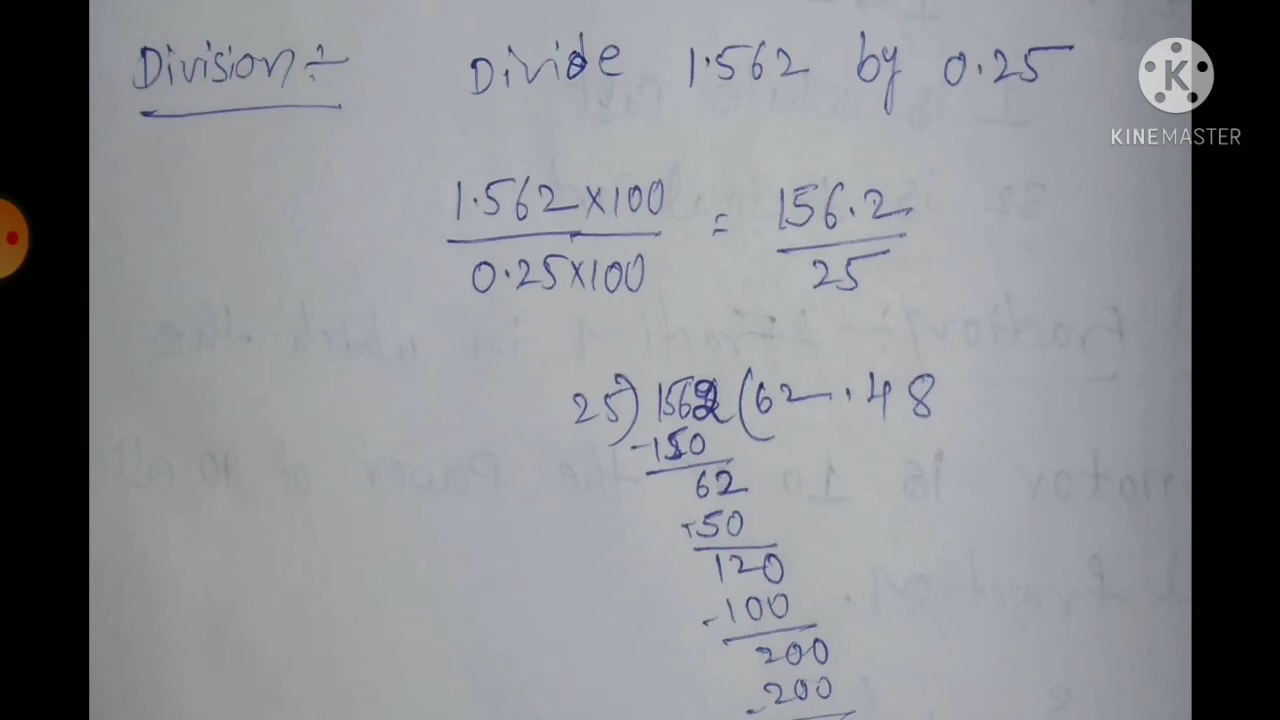 Division:- Divide 1.562 by 0.25
KINEMASTER
1.562×100 = 156.2
0.25×100 25
25) 1562 (62.48
-150
62
-50
120
-100
200
-200